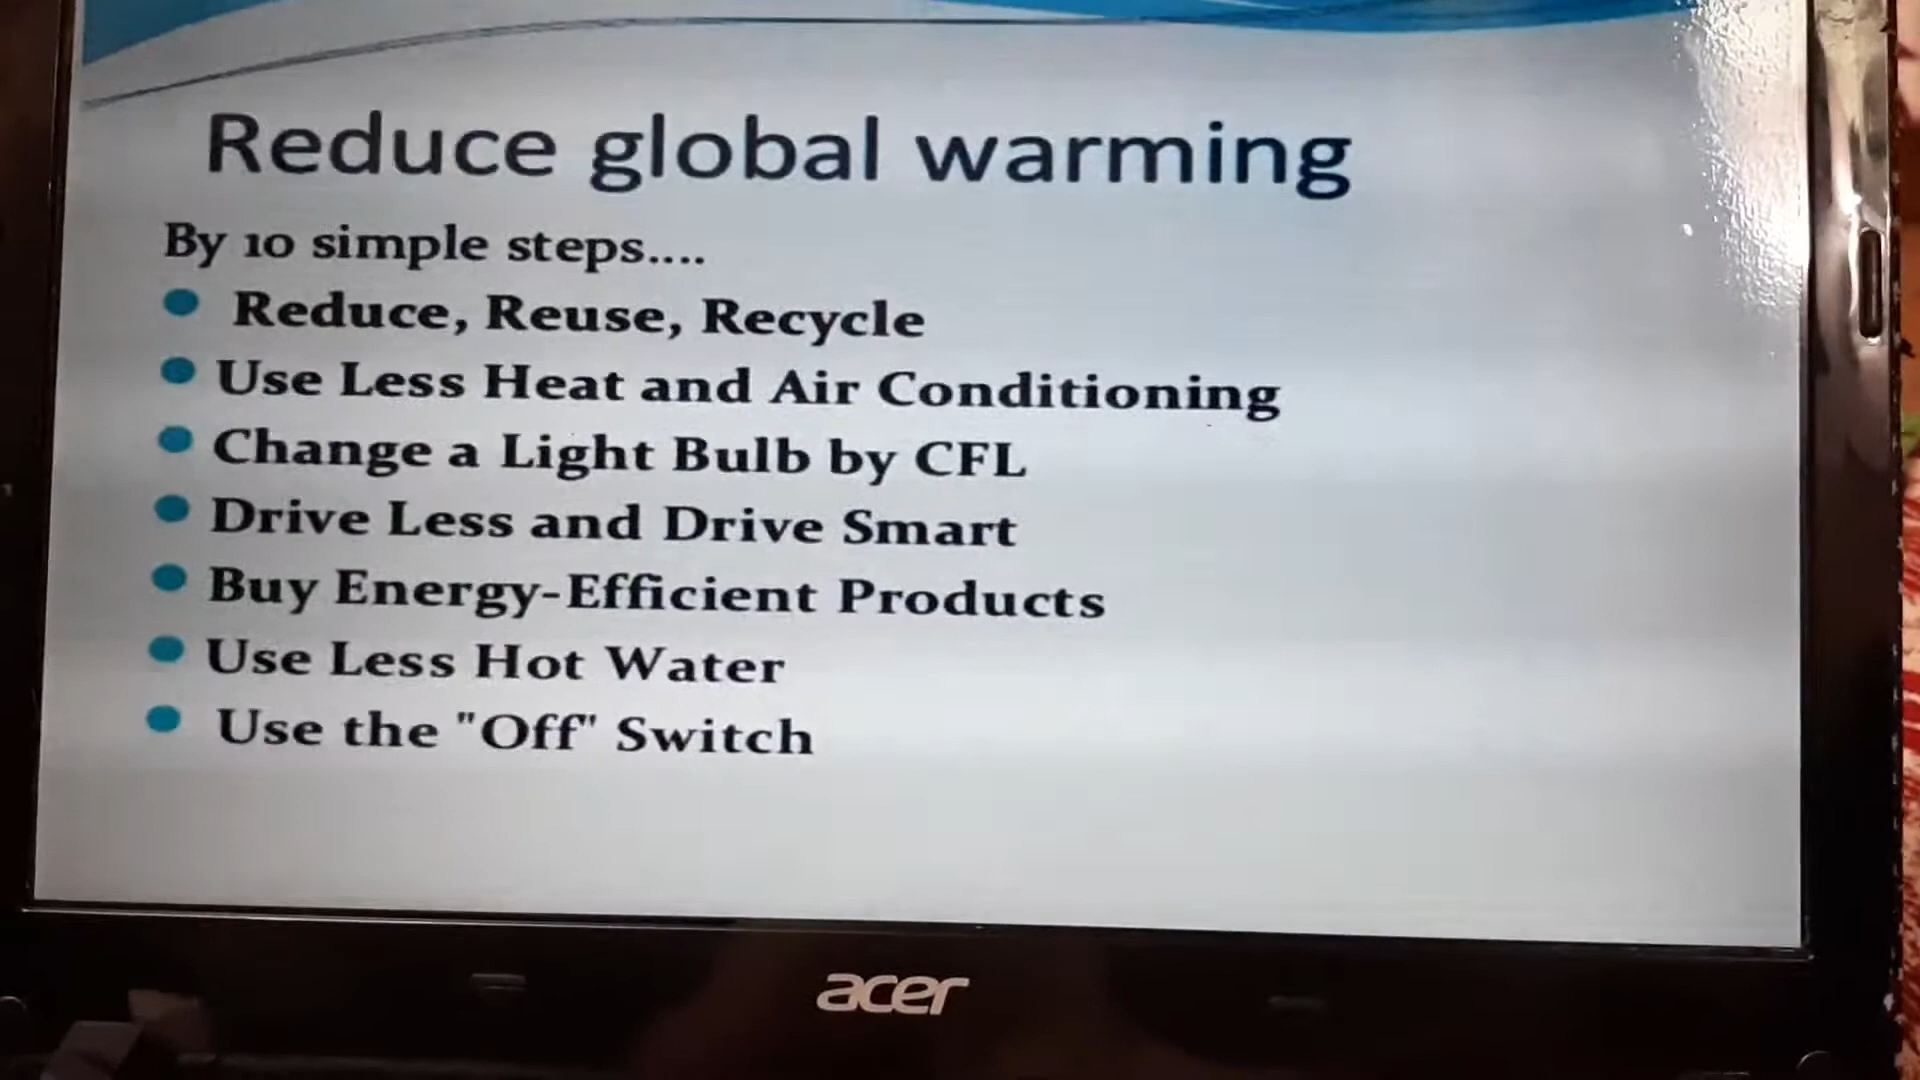 Reduce global warming
By 10 simple steps....
Reduce, Reuse, Recycle
Use Less Heat and Air Conditioning
Change a Light Bulb by CFL
Drive Less and Drive Smart
Buy Energy-Efficient Products
Use Less Hot Water
Use the "Off" Switch
acer